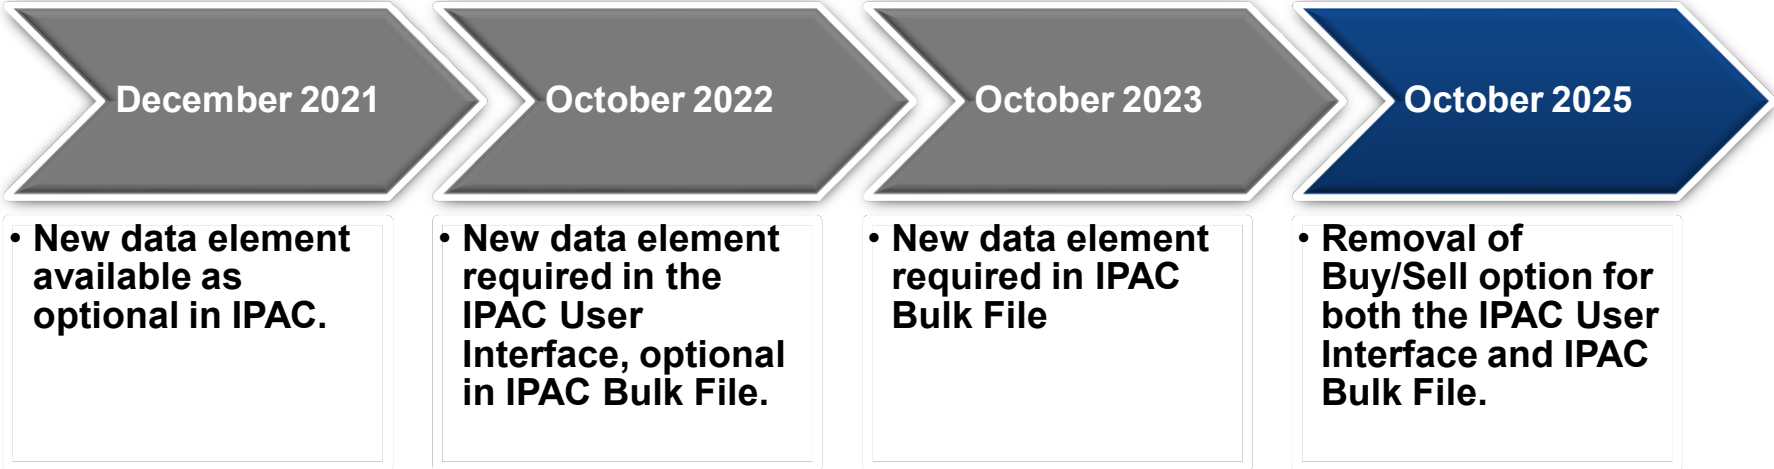 December 2021
October 2022
October 2023
October 2025
• New data element
available as
optional in IPAC.
• New data element
required in the
IPAC User
Interface, optional
in IPAC Bulk File.
• New data element
required in IPAC
Bulk File
• Removal of
Buy/Sell option for
both the IPAC User
Interface and IPAC
Bulk File.